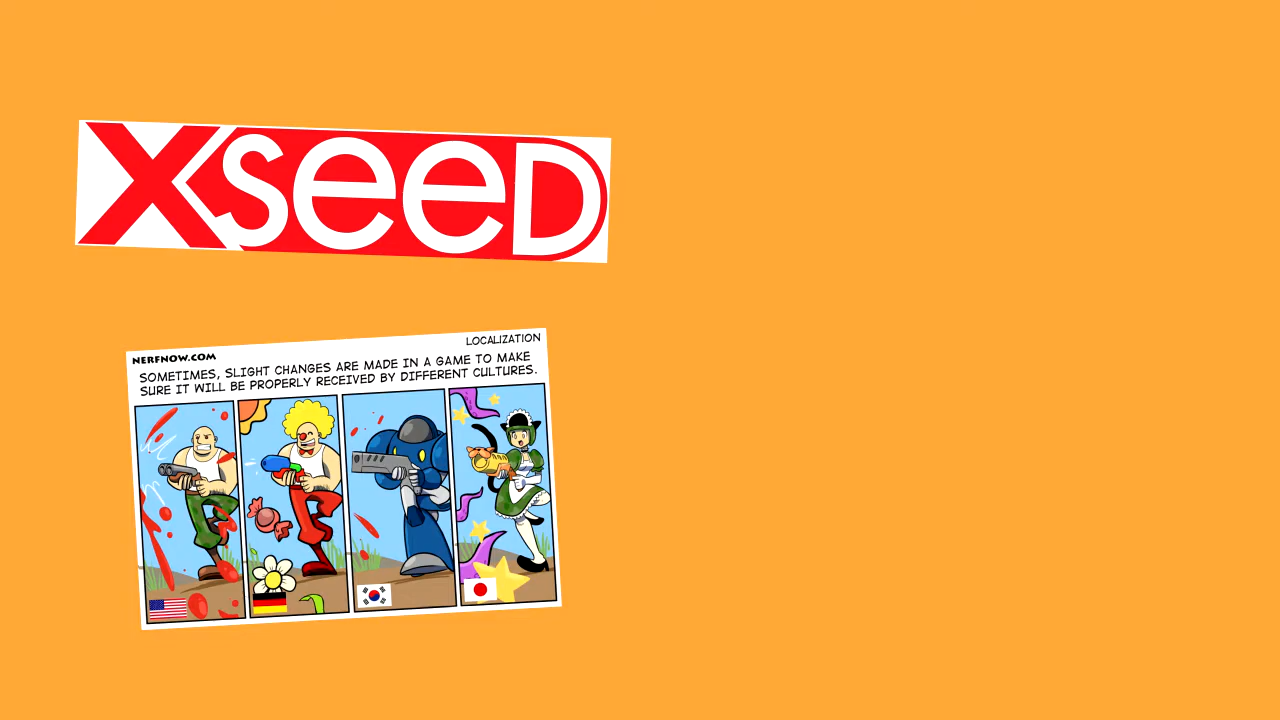 XSEED
NERFNOW.COM
LOCALIZATION
SOMETIMES, SLIGHT CHANGES ARE MADE IN A GAME TO MAKE
SURE IT WILL BE PROPERLY RECEIVED BY DIFFERENT CULTURES.